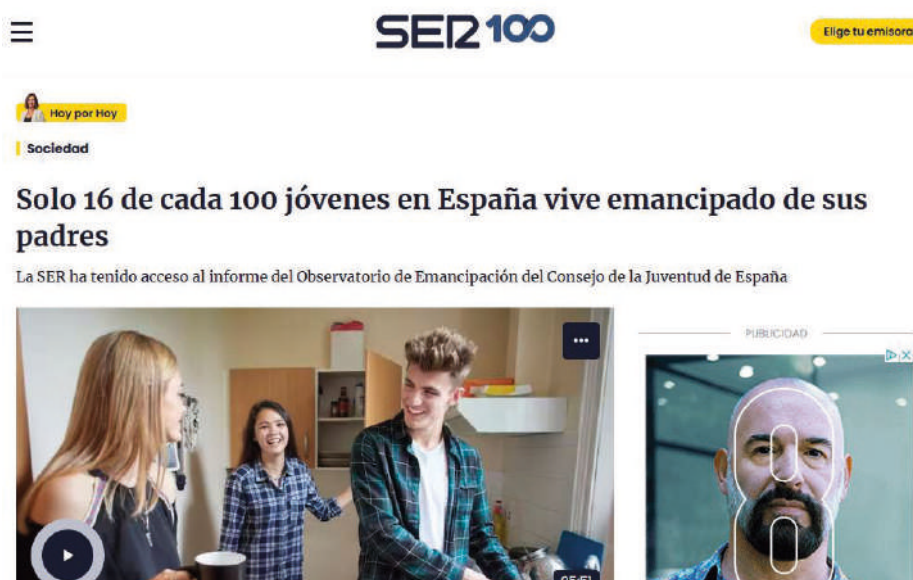 SER 100
Elige tu emisora
Hoy por Hoy
Sociedad
Solo 16 de cada 100 jóvenes en España vive emancipado de sus
padres
La SER ha tenido acceso al informe del Observatorio de Emancipación del Consejo de la Juventud de España
PUBLICIDAD
05:51